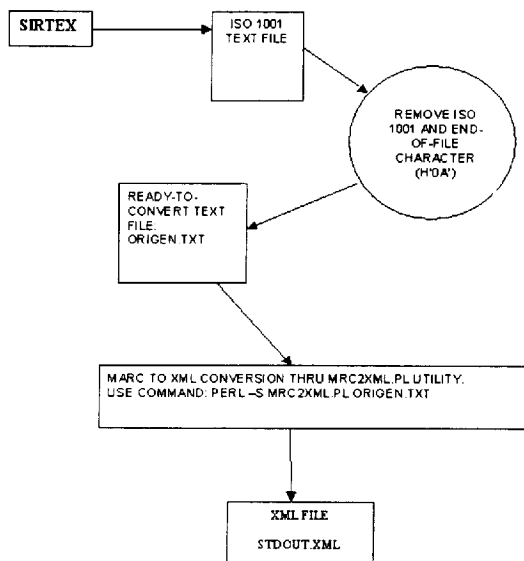 SIRTEX
ISO 1001
TEXT FILE
REMOVE ISO
1001 AND END-
OF-FILE
CHARACTER
(H'0A')
READY-TO-
CONVERT TEXT
FILE:
ORIGEN.TXT
MARC TO XML CONVERSION THRU MRC2XML.PL UTILITY.
USE COMMAND: PERL –S MRC2XML.PL ORIGEN.TXT
XML FILE
STDOUT.XML